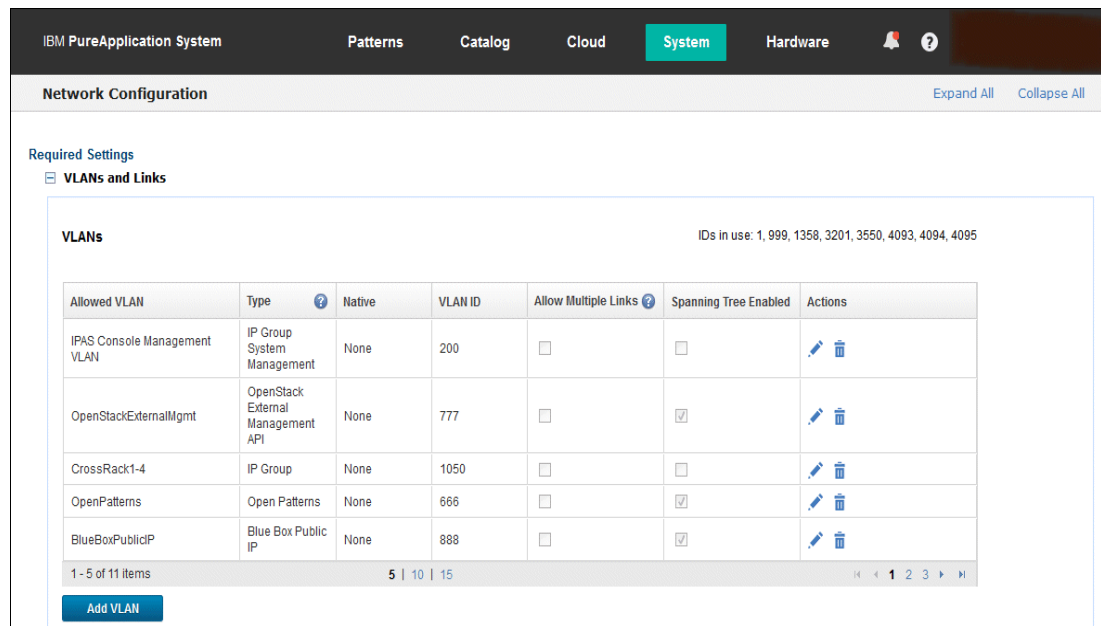 IBM PureApplication System Patterns Catalog Cloud System Hardware ?
Network Configuration Expand All Collapse All
Required Settings
VLANs and Links
VLANs IDs in use: 1, 999, 1358, 3201, 3550, 4093, 4094, 4095
Allowed VLAN Type ? Native VLAN ID Allow Multiple Links ? Spanning Tree Enabled Actions
IPAS Console Management VLAN IP Group System Management None 200
OpenStackExternalMgmt OpenStack External Management API None 777
CrossRack1-4 IP Group None 1050
OpenPatterns Open Patterns None 666
BlueBoxPublicIP Blue Box Public IP None 888
1 - 5 of 11 items 5 | 10 | 15 1 2 3
Add VLAN